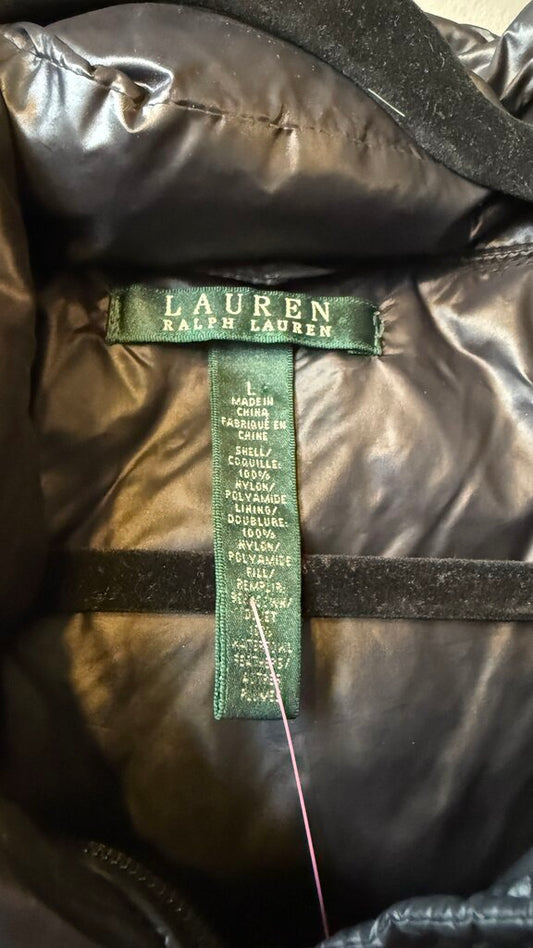 LAUREN
RALPH LAUREN
L
MADE IN
CHINA
FABRIQUÉ EN
CHINE
SHELL/
COQUILLE:
100%
NYLON/
POLYAMIDE
LINING/
DOUBLURE:
100%
NYLON/
POLYAMIDE
FILL/
REMPLIR: